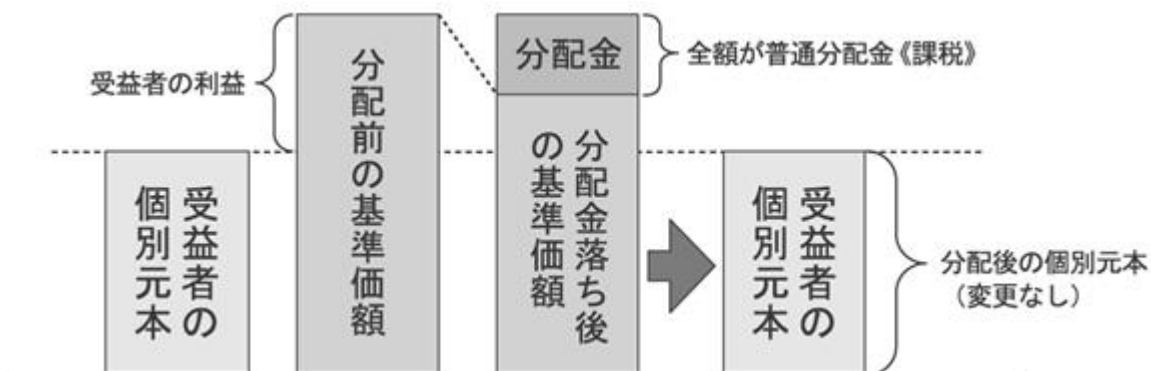 受益者の利益
受益者の
個別元本
分配前の基準価額
分配金
全額が普通分配金《課税》
分配金落ち後
の基準価額
受益者の
個別元本
分配後の個別元本
（変更なし）